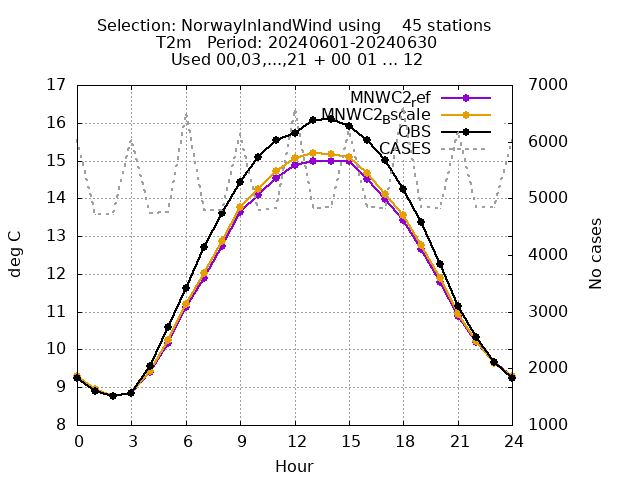 Selection: NorwayInlandWind using    45 stations
T2m   Period: 20240601-20240630
Used 00,03,...,21 + 00 01 ... 12
deg C
17
16
15
14
13
12
11
10
9
8
7000
6000
5000
4000
3000
2000
1000
No cases
MNWC2_ref
MNWC2_Bscale
OBS
CASES
0 3 6 9 12 15 18 21 24
Hour